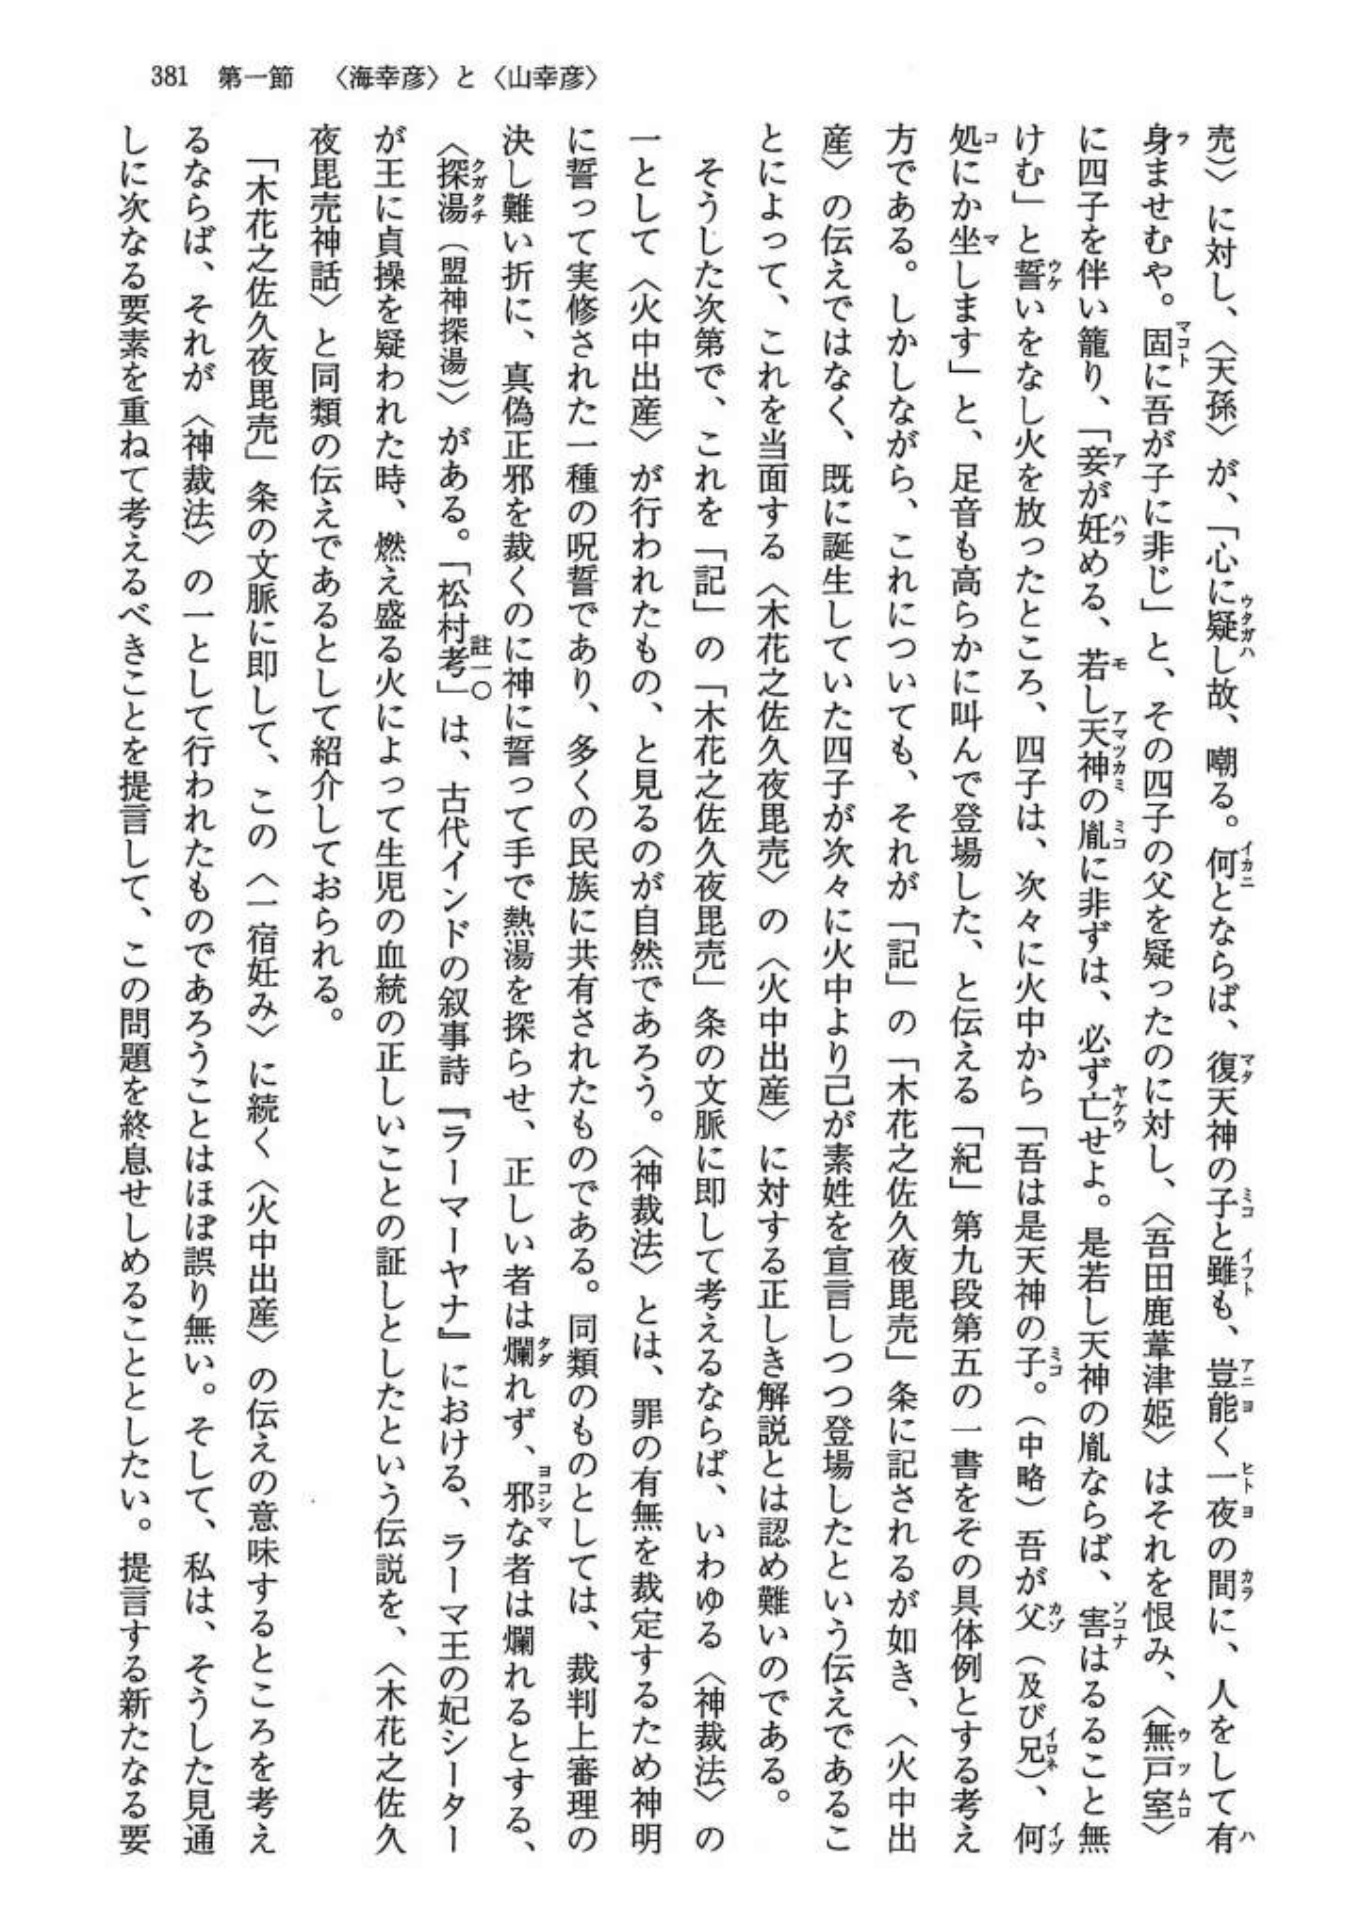 381　第一節　〈海幸彦〉と〈山幸彦〉
売〉〉に対し、〈天孫〉が、「心に疑し故、嘲る。何とならば、復天神の子と雖も、豈能く一夜の間に、人をして有
身ませむや。固に吾が子に非じ」と、その四子の父を疑ったのに対し、〈吾田鹿葦津姫〉はそれを恨み、〈無戸室〉
に四子を伴い籠り、「妾が妊める、若し天神の胤に非ずは、必ず亡せよ。是若し天神の胤ならば、害はるること無
けむ」と誓いをなし火を放ったところ、四子は、次々に火中から「吾は是天神の子。（中略）吾が父（及び兄）、何
処にか坐します」と、足音も高らかに叫んで登場した、と伝える「紀」第九段第五の一書をその具体例とする考え
方である。しかしながら、これについても、それが「記」の「木花之佐久夜毘売」条に記されるが如き、〈火中出
産〉の伝えではなく、既に誕生していた四子が次々に火中より己が素姓を宣言しつつ登場したという伝えであるこ
とによって、これを当面する〈木花之佐久夜毘売〉の〈火中出産〉に対する正しき解説とは認め難いのである。
そうした次第で、これを「記」の「木花之佐久夜毘売」条の文脈に即して考えるならば、いわゆる〈神裁法〉の
一として〈火中出産〉が行われたもの、と見るのが自然であろう。〈神裁法〉とは、罪の有無を裁定するため神明
に誓って実修された一種の呪誓であり、多くの民族に共有されたものである。同類のものとしては、裁判上審理の
決し難い折に、真偽正邪を裁くのに神に誓って手で熱湯を探らせ、正しい者は爛れず、邪な者は爛れるとする、
〈探湯（盟神探湯）〉がある。「松村考」註一〇は、古代インドの叙事詩『ラーマーヤナ』における、ラーマ王の妃シーター
が王に貞操を疑われた時、燃え盛る火によって生児の血統の正しいことの証しとしたという伝説を、〈木花之佐久
夜毘売神話〉と同類の伝えであるとして紹介しておられる。
「木花之佐久夜毘売」条の文脈に即して、この〈一宿妊み〉に続く〈火中出産〉の伝えの意味するところを考え
るならば、それが〈神裁法〉の一として行われたものであろうことはほぼ誤り無い。そして、私は、そうした見通
しに次なる要素を重ねて考えるべきことを提言して、この問題を終息せしめることとしたい。提言する新たなる要